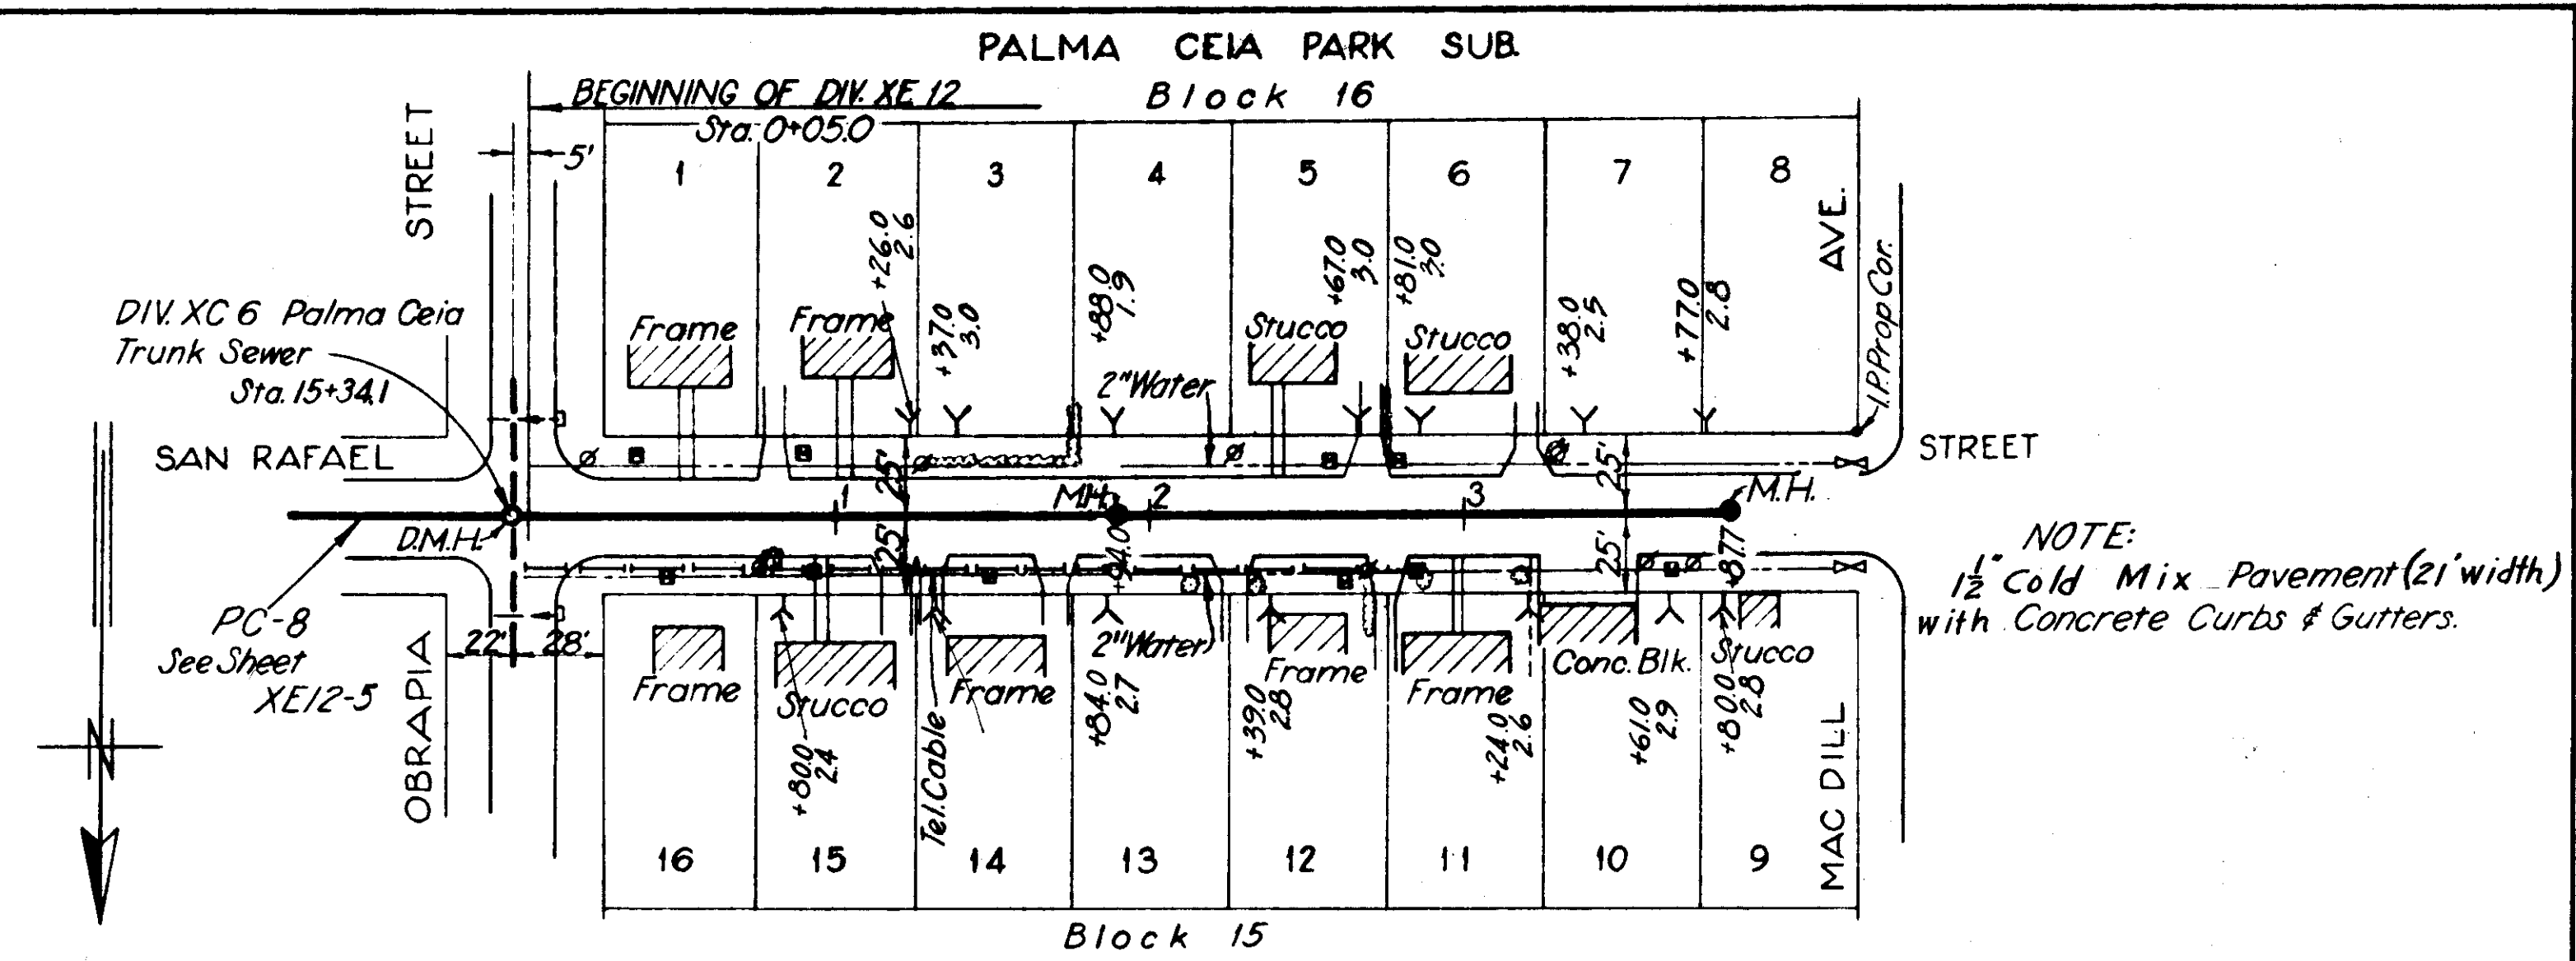 PALMA CEIA PARK SUB.
BEGINNING OF DIV. XE 12
Block 16
Sta. 0+05.0
5'
STREET
1
2
3
4
5
6
7
8
AVE.
+26.0
2.6
+37.0
3.0
+88.0
1.9
+67.0
3.0
+81.0
3.0
+38.0
2.5
+77.0
2.8
I.P. Prop Cor.
DIV. XC 6 Palma Ceia
Trunk Sewer
Sta. 15+34.1
Frame
Frame
Stucco
Stucco
2" Water
SAN RAFAEL
STREET
25'
25'
1
M.H.
2
3
M.H.
D.M.H.
25'
25'
+87.7
NOTE:
1½" Cold Mix Pavement (21' width)
with Concrete Curbs & Gutters.
PC-8
See Sheet
XE12-5
22'
28'
OBRAPIA
N
Frame
Stucco
Frame
2" Water
Frame
Frame
Conc. Blk.
Stucco
+80.0
2.4
Tel. Cable
+84.0
2.7
+39.0
2.8
+24.0
2.6
+61.0
2.9
+80.0
2.8
MAC DILL
16
15
14
13
12
11
10
9
Block 15